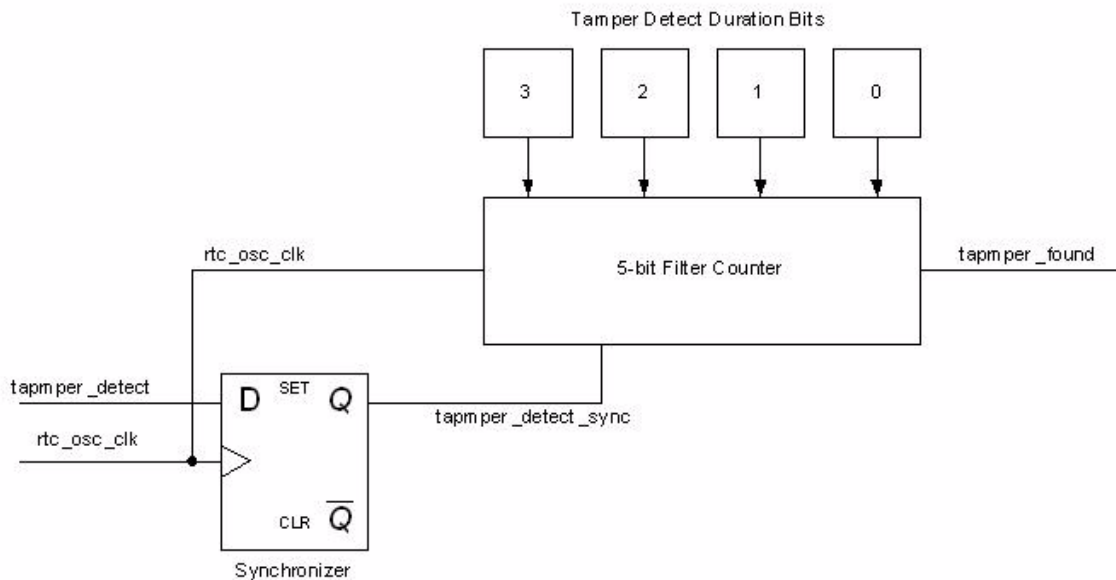 Tamper Detect Duration Bits
3 2 1 0
rtc_osc_clk
5-bit Filter Counter
tapmper_found
tapmper_detect
D SET Q
tapmper_detect_sync
rtc_osc_clk
CLR Q
Synchronizer